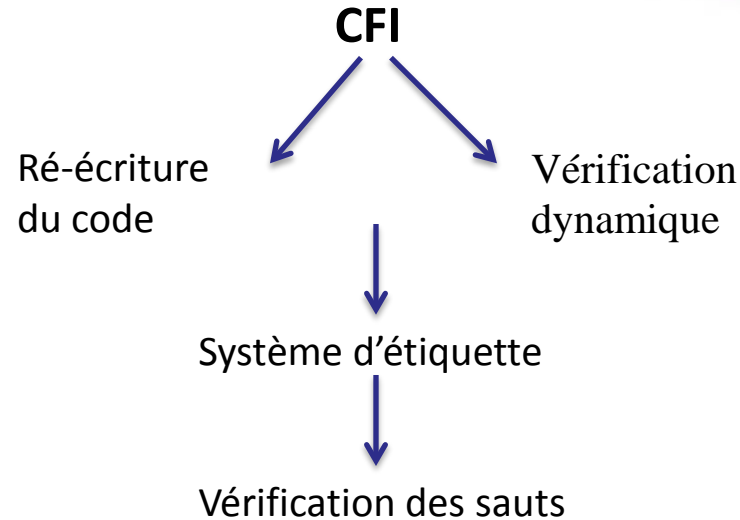 CFI
Ré-écriture
du code
Vérification
dynamique
Système d’étiquette
Vérification des sauts